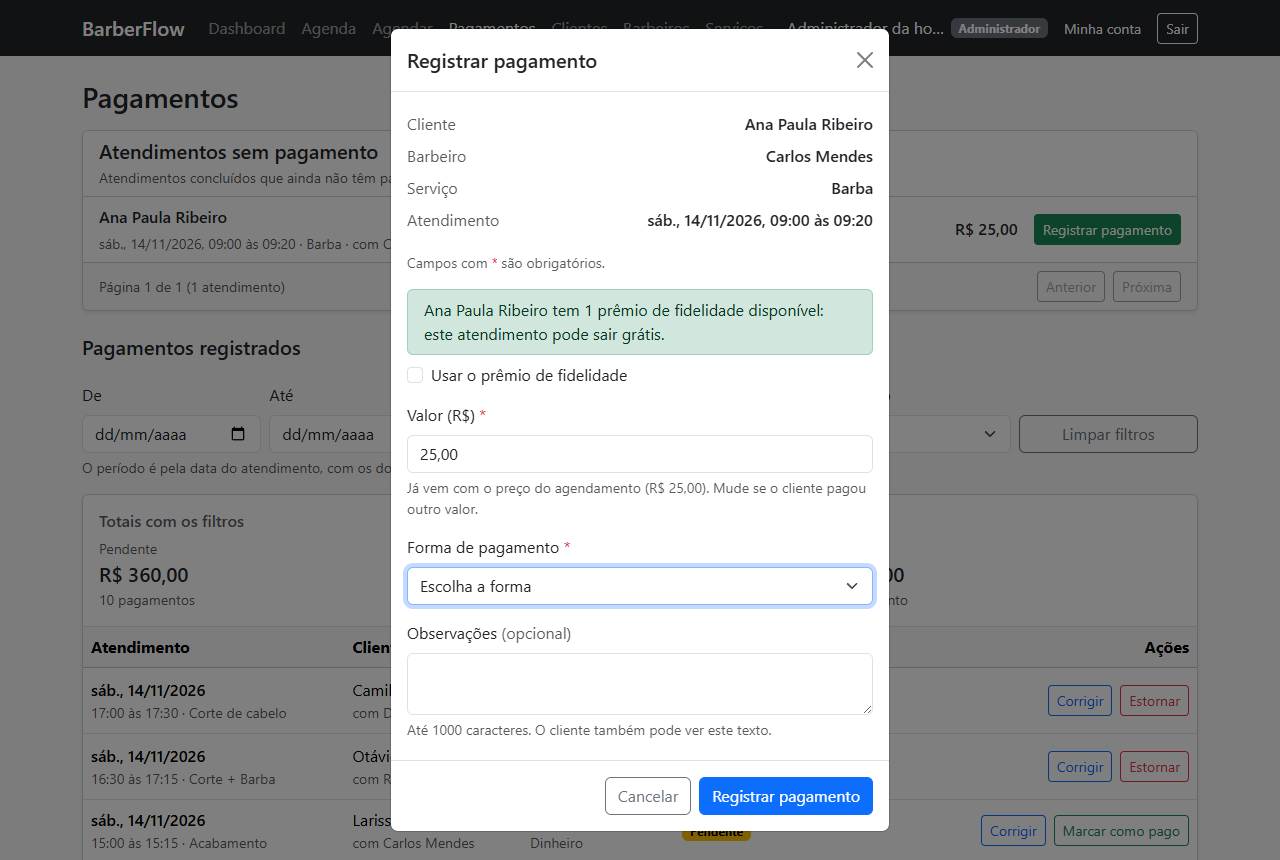 BarberFlow Dashboard Agenda Agendar Pagamentos Clientes Barbeiros Serviços Administrador da ho... Administrador Minha conta Sair
Registrar pagamento
Pagamentos
Cliente Ana Paula Ribeiro
Barbeiro Carlos Mendes
Serviço Barba
Atendimento sáb., 14/11/2026, 09:00 às 09:20
Campos com * são obrigatórios.
Ana Paula Ribeiro tem 1 prêmio de fidelidade disponível:
este atendimento pode sair grátis.
Usar o prêmio de fidelidade
Valor (R$) *
25,00
Já vem com o preço do agendamento (R$ 25,00). Mude se o cliente pagou
outro valor.
Forma de pagamento *
Escolha a forma
Observações (opcional)
Até 1000 caracteres. O cliente também pode ver este texto.
Cancelar Registrar pagamento
Atendimentos sem pagamento
Atendimentos concluídos que ainda não têm
Ana Paula Ribeiro
sáb., 14/11/2026, 09:00 às 09:20 · Barba · com
R$ 25,00 Registrar pagamento
Página 1 de 1 (1 atendimento) Anterior Próxima
Pagamentos registrados
De Até
dd/mm/aaaa dd/mm/aaaa Limpar filtros
O período é pela data do atendimento, com os
Totais com os filtros
Pendente
R$ 360,00
10 pagamentos
Atendimento Ações
sáb., 14/11/2026
17:00 às 17:30 · Corte de cabelo com
Corrigir Estornar
sáb., 14/11/2026
16:30 às 17:15 · Corte + Barba com
Corrigir Estornar
sáb., 14/11/2026
15:00 às 15:15 · Acabamento com Carlos Mendes Dinheiro Pendente
Corrigir Marcar como pago